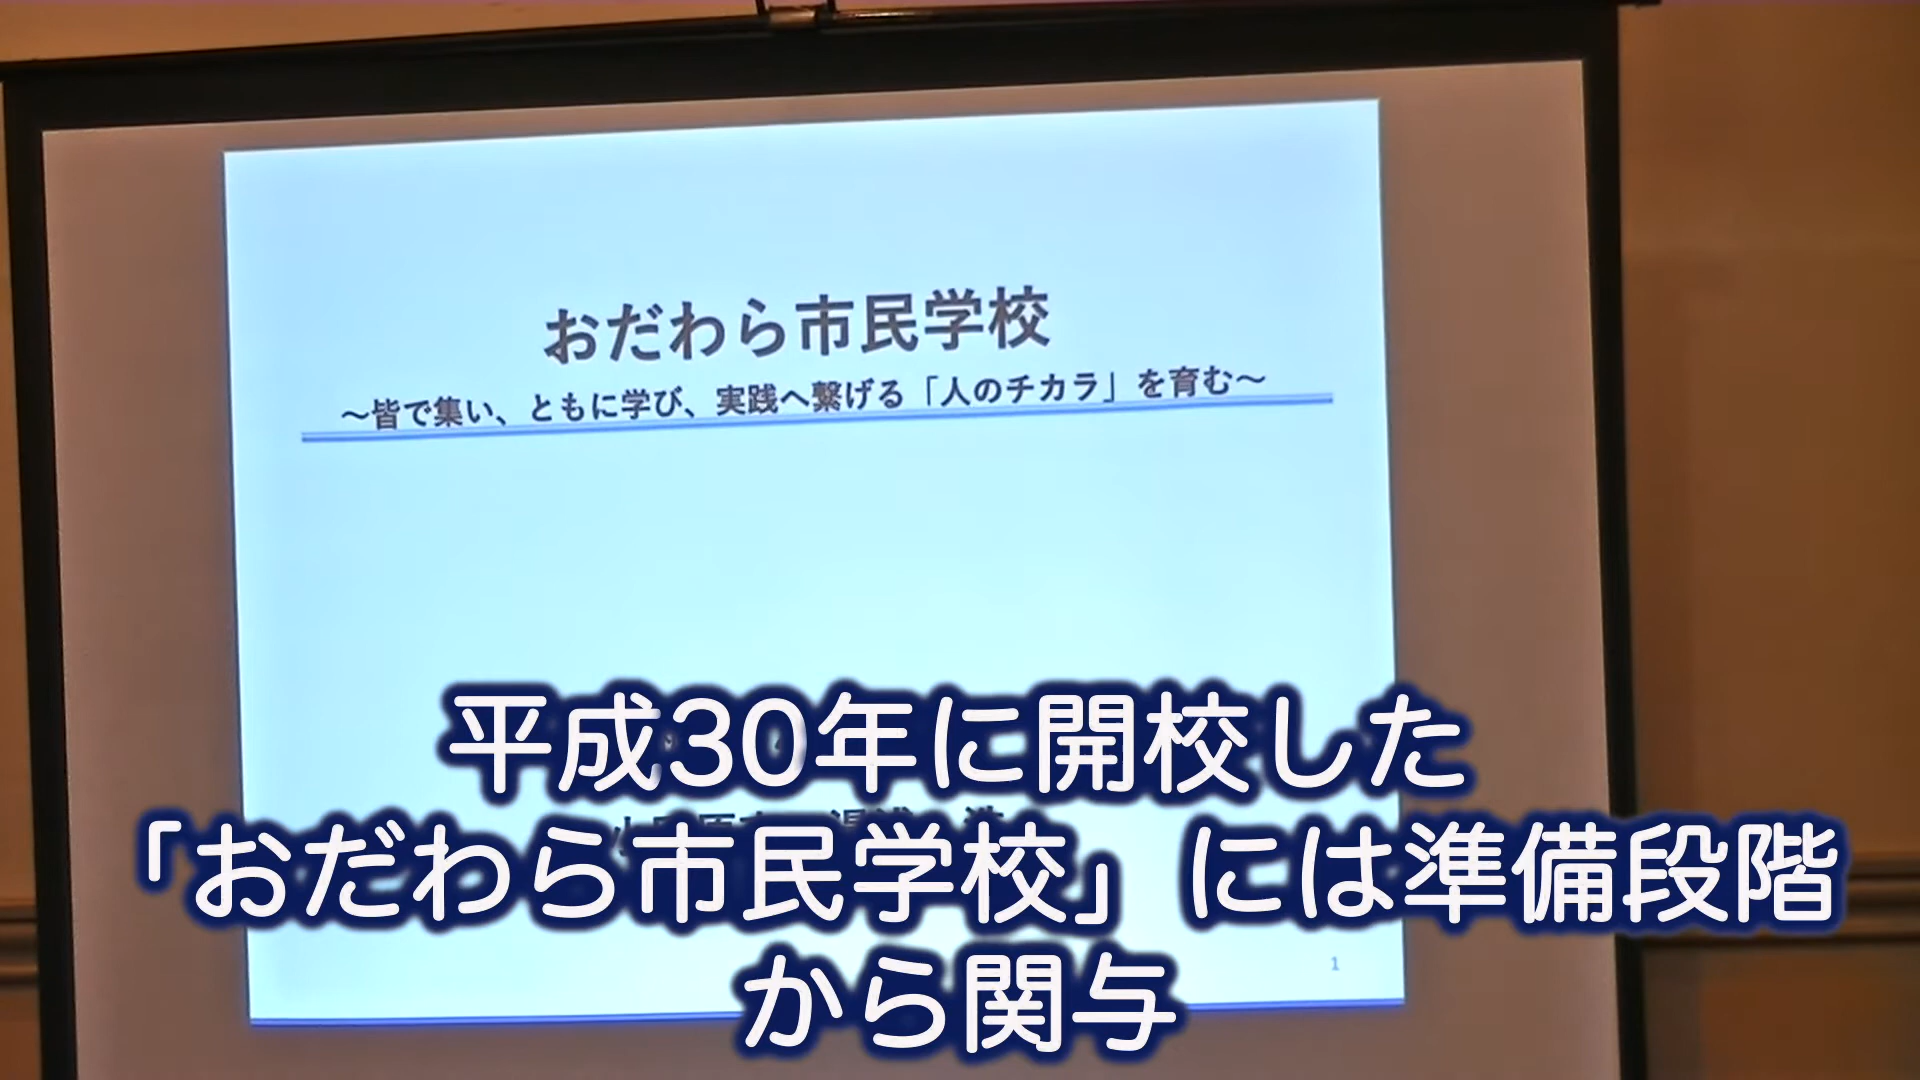 おだわら市民学校
～皆で集い、ともに学び、実践へ繋げる「人のチカラ」を育む～
平成30年に開校した
「おだわら市民学校」には準備段階
から関与
1